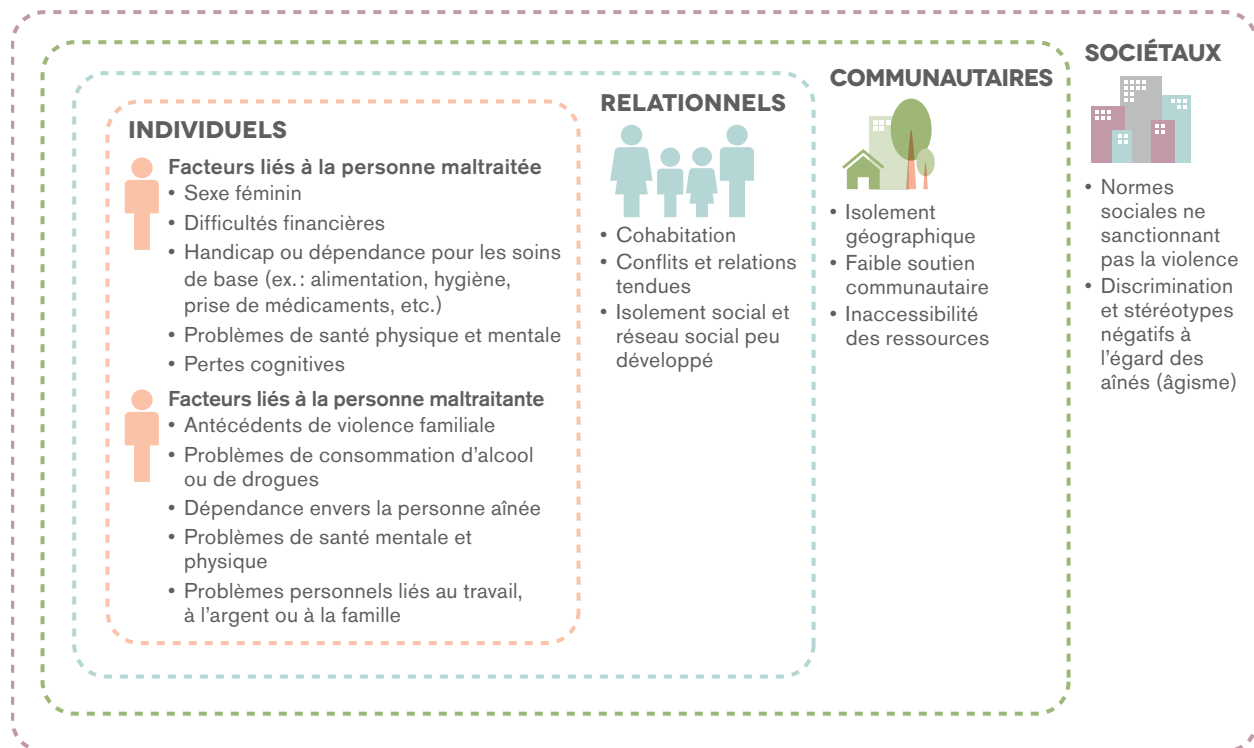 INDIVIDUELS
Facteurs liés à la personne maltraitée
• Sexe féminin
• Difficultés financières
• Handicap ou dépendance pour les soins
de base (ex. : alimentation, hygiène,
prise de médicaments, etc.)
• Problèmes de santé physique et mentale
• Pertes cognitives
Facteurs liés à la personne maltraitante
• Antécédents de violence familiale
• Problèmes de consommation d’alcool
ou de drogues
• Dépendance envers la personne aînée
• Problèmes de santé mentale et
physique
• Problèmes personnels liés au travail,
à l’argent ou à la famille
RELATIONNELS
• Cohabitation
• Conflits et relations
tendues
• Isolement social et
réseau social peu
développé
COMMUNAUTAIRES
• Isolement
géographique
• Faible soutien
communautaire
• Inaccessibilité
des ressources
SOCIÉTAUX
• Normes
sociales ne
sanctionnant
pas la violence
• Discrimination
et stéréotypes
négatifs à
l’égard des
aînés (âgisme)